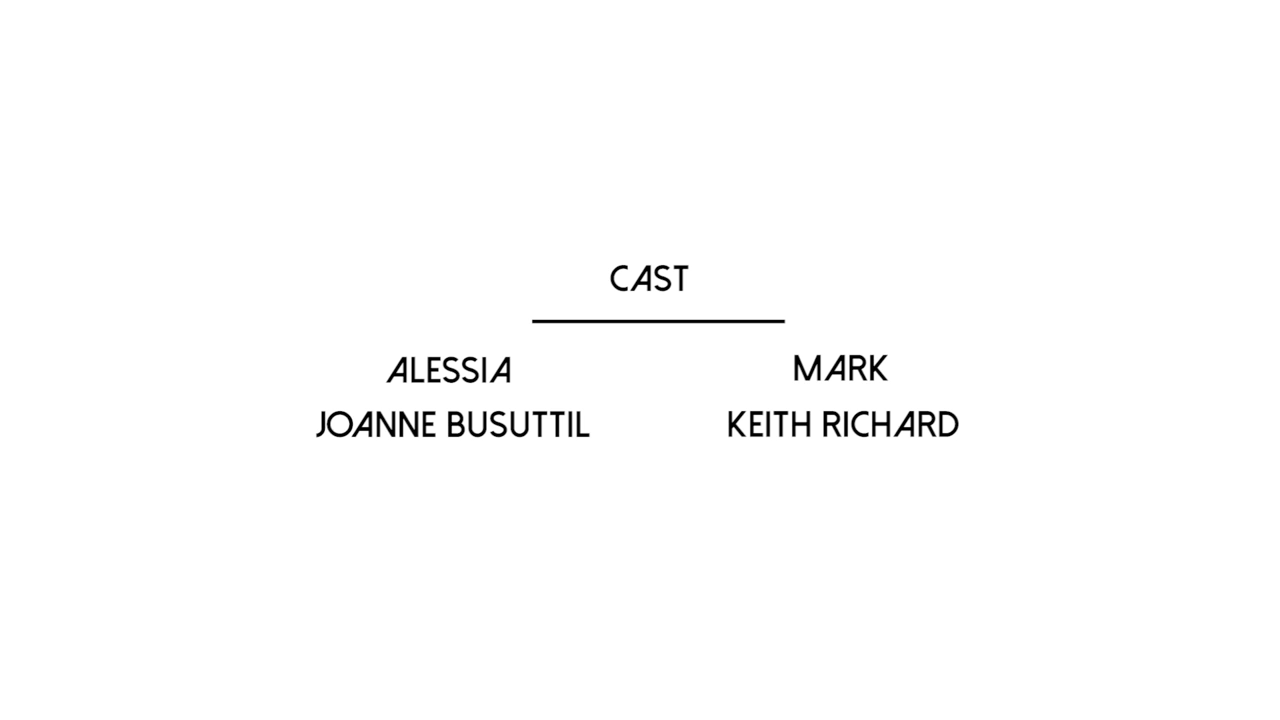 CAST
ALESSIA
JOANNE BUSUTTIL
MARK
KEITH RICHARD